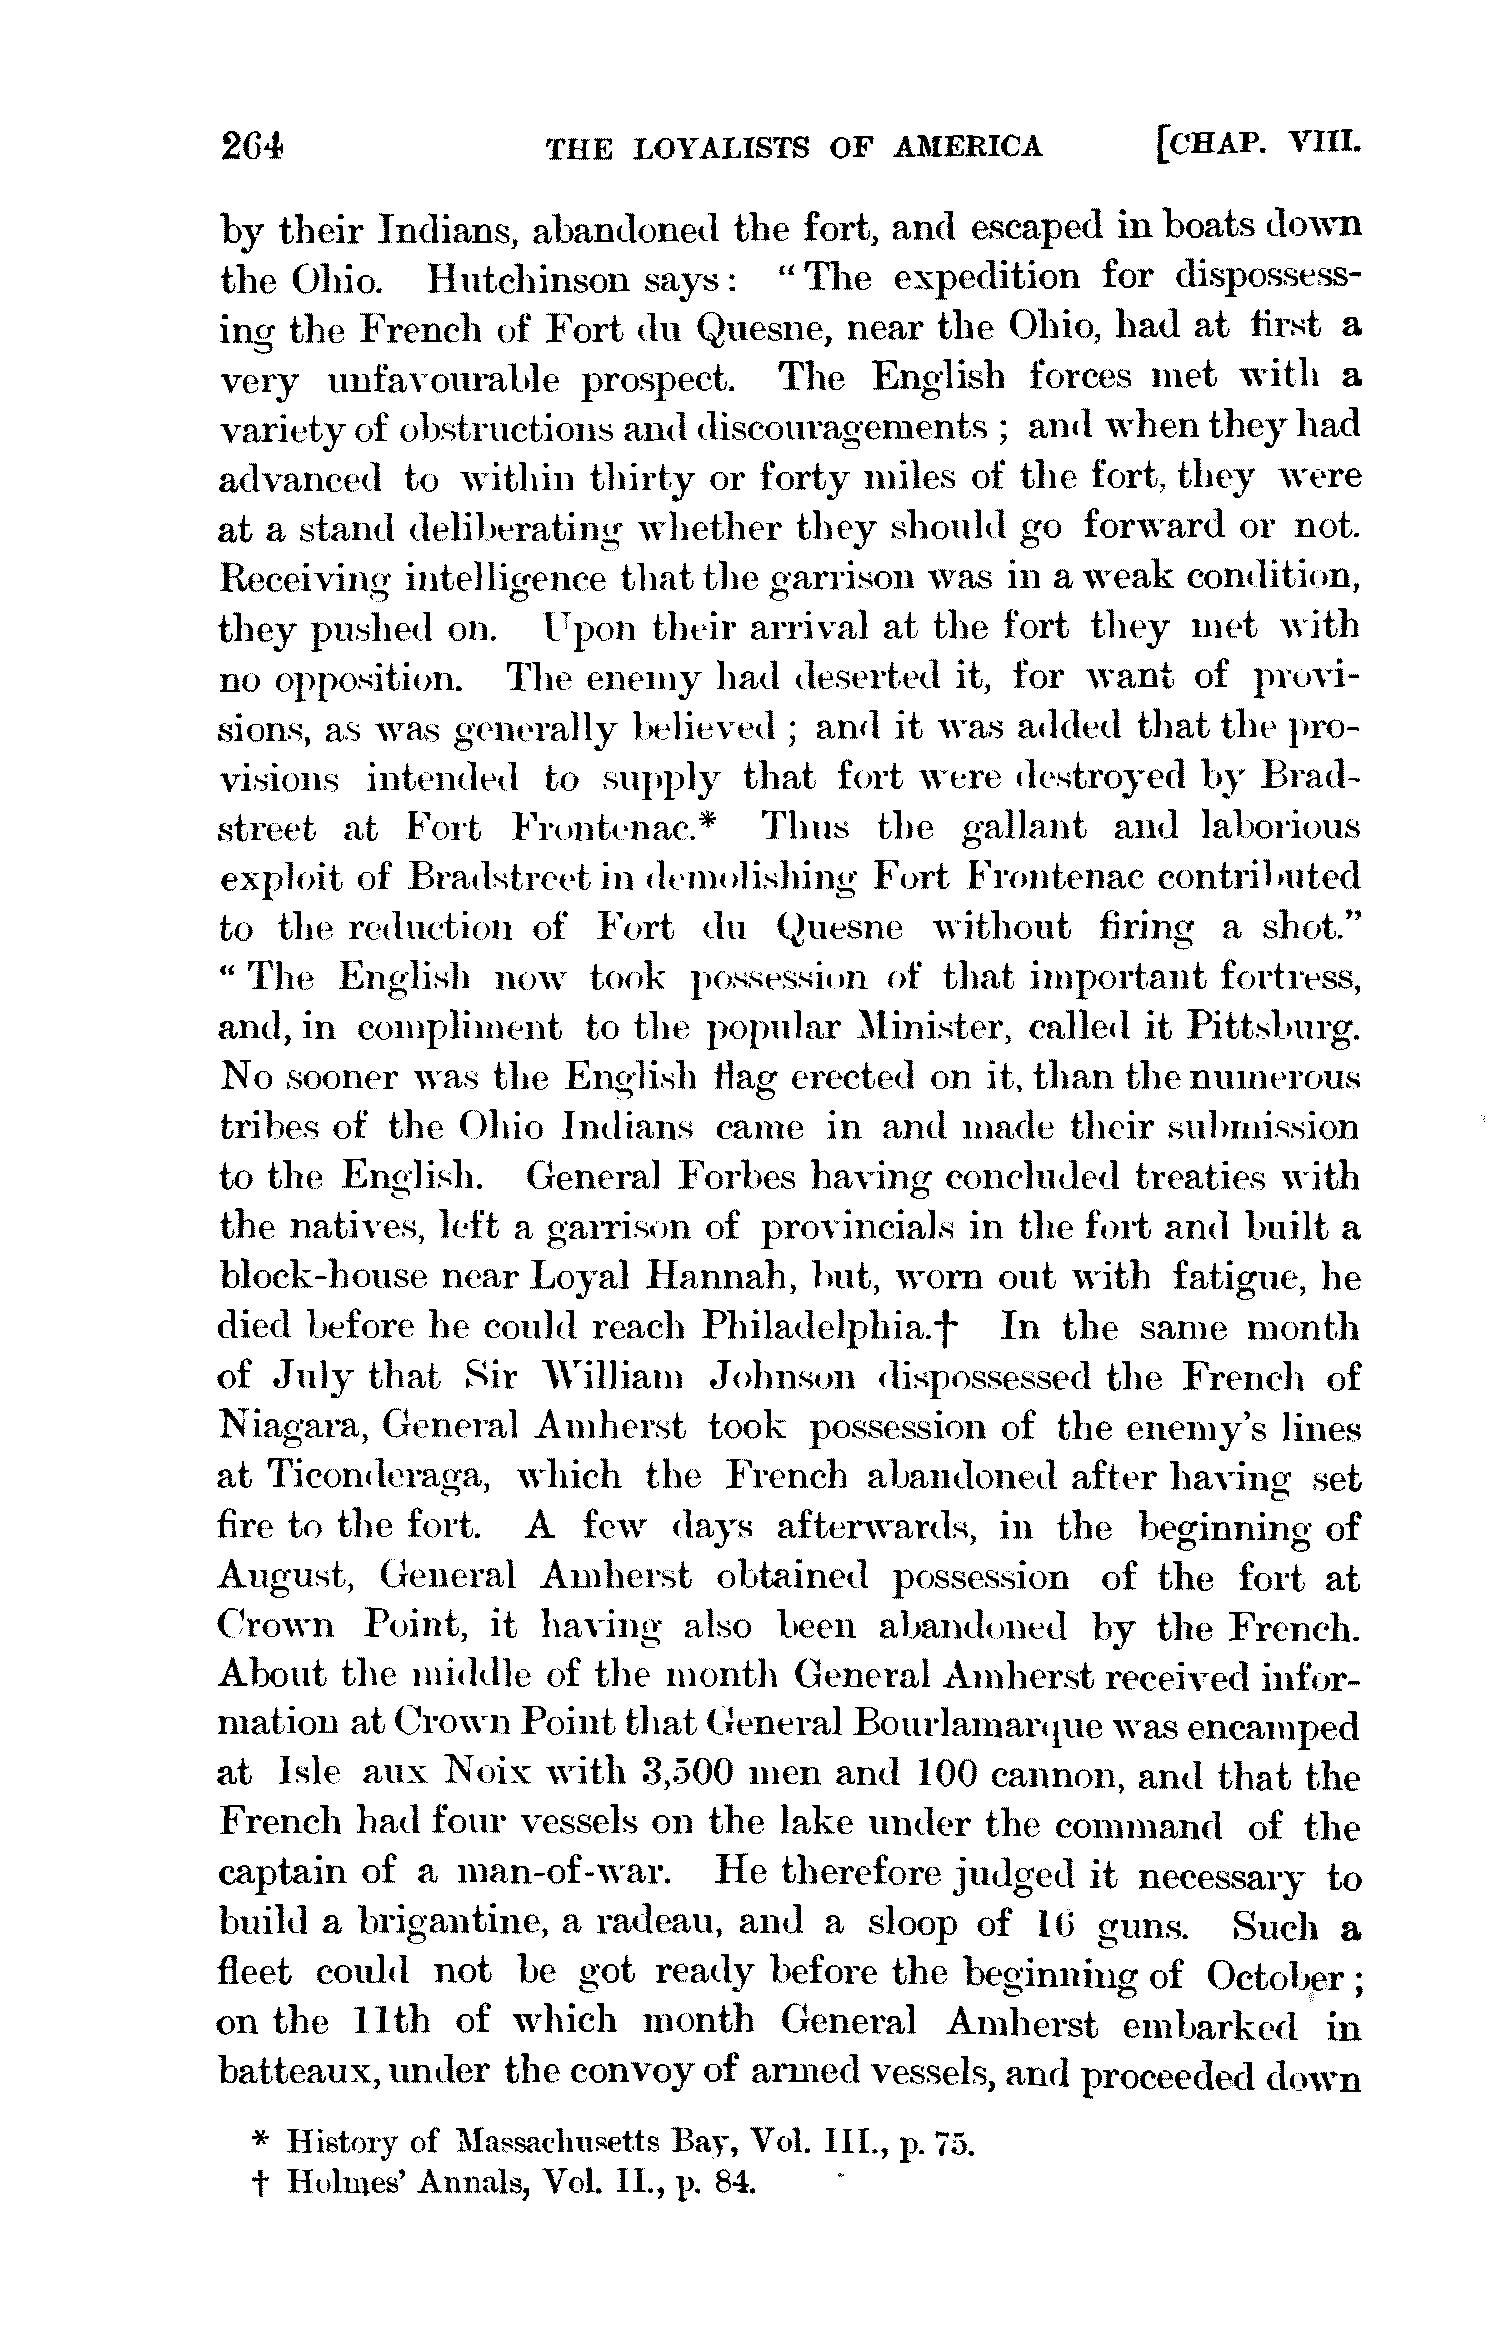 264 THE LOYALISTS OF AMERICA [CHAP. VIII.
by their Indians, abandoned the fort, and escaped in boats down
the Ohio. Hutchinson says: "The expedition for dispossess-
ing the French of Fort du Quesne, near the Ohio, had at first a
very unfavourable prospect. The English forces met with a
variety of obstructions and discouragements; and when they had
advanced to within thirty or forty miles of the fort, they were
at a stand deliberating whether they should go forward or not.
Receiving intelligence that the garrison was in a weak condition,
they pushed on. Upon their arrival at the fort they met with
no opposition. The enemy had deserted it, for want of provi-
sions, as was generally believed; and it was added that the pro-
visions intended to supply that fort were destroyed by Brad-
street at Fort Frontenac.* Thus the gallant and laborious
exploit of Bradstreet in demolishing Fort Frontenac contributed
to the reduction of Fort du Quesne without firing a shot."
"The English now took possession of that important fortress,
and, in compliment to the popular Minister, called it Pittsburg.
No sooner was the English flag erected on it, than the numerous
tribes of the Ohio Indians came in and made their submission
to the English. General Forbes having concluded treaties with
the natives, left a garrison of provincials in the fort and built a
block-house near Loyal Hannah, but, worn out with fatigue, he
died before he could reach Philadelphia.† In the same month
of July that Sir William Johnson dispossessed the French of
Niagara, General Amherst took possession of the enemy's lines
at Ticonderaga, which the French abandoned after having set
fire to the fort. A few days afterwards, in the beginning of
August, General Amherst obtained possession of the fort at
Crown Point, it having also been abandoned by the French.
About the middle of the month General Amherst received infor-
mation at Crown Point that General Bourlamarque was encamped
at Isle aux Noix with 3,500 men and 100 cannon, and that the
French had four vessels on the lake under the command of the
captain of a man-of-war. He therefore judged it necessary to
build a brigantine, a radeau, and a sloop of 16 guns. Such a
fleet could not be got ready before the beginning of October;
on the 11th of which month General Amherst embarked in
batteaux, under the convoy of armed vessels, and proceeded down
* History of Massachusetts Bay, Vol. III., p. 75.
† Holmes' Annals, Vol. II., p. 84.